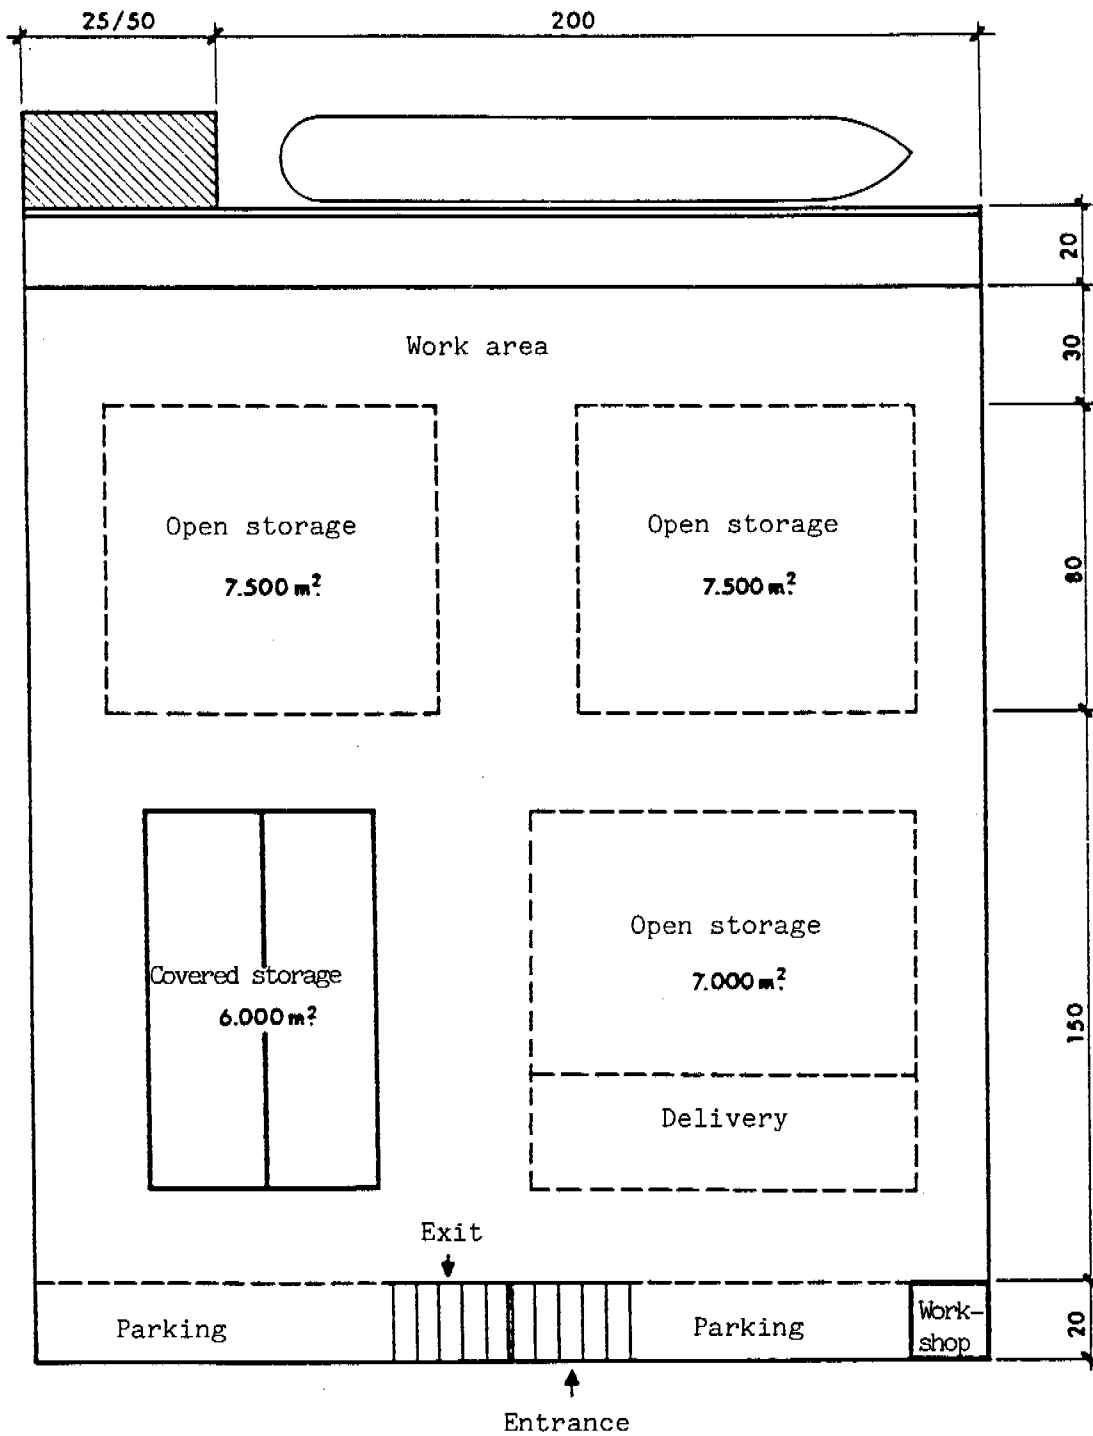 25/50
200
20
Work area
30
Open storage
7.500 m².
Open storage
7.500 m².
80
Open storage
7.000 m².
Covered storage
6.000 m².
150
Delivery
Exit
Parking
Parking
Work-
shop
20
Entrance